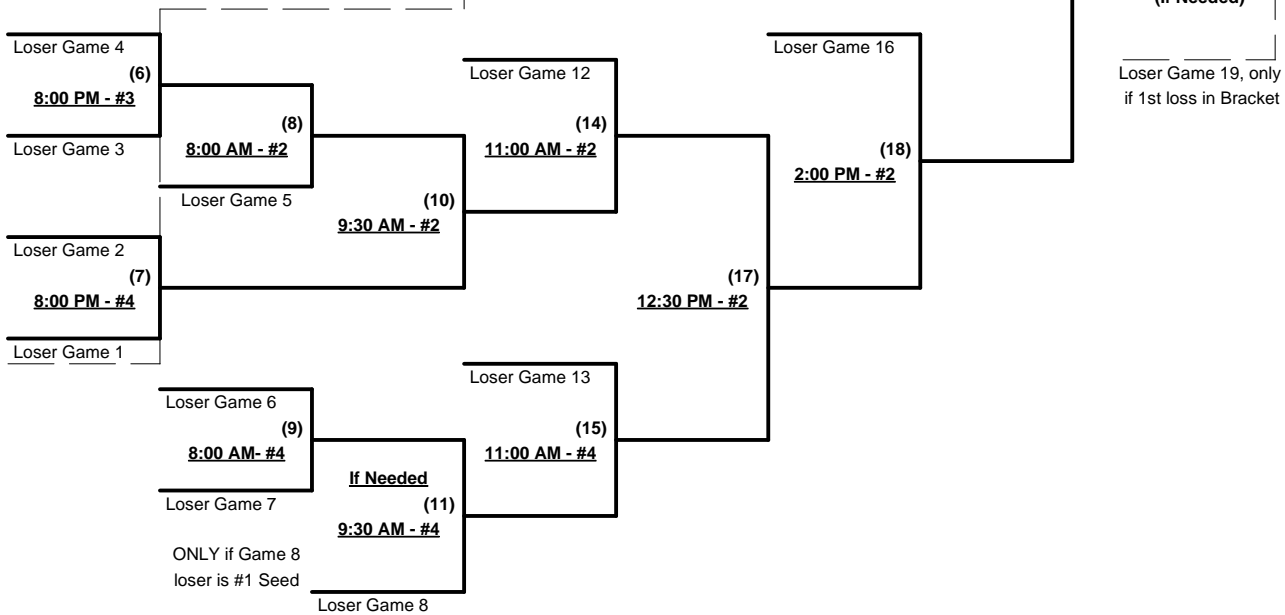 (If Needed)
Loser Game 4
Loser Game 16
(6)
Loser Game 12
Loser Game 19, only
8:00 PM - #3
if 1st loss in Bracket
(8)
(14)
Loser Game 3
8:00 AM - #2
11:00 AM - #2
(18)
2:00 PM - #2
Loser Game 5
(10)
9:30 AM - #2
Loser Game 2
(7)
(17)
8:00 PM - #4
12:30 PM - #2
Loser Game 1
Loser Game 13
Loser Game 6
(9)
(15)
8:00 AM- #4
11:00 AM - #4
If Needed
Loser Game 7
(11)
9:30 AM - #4
ONLY if Game 8
loser is #1 Seed
Loser Game 8